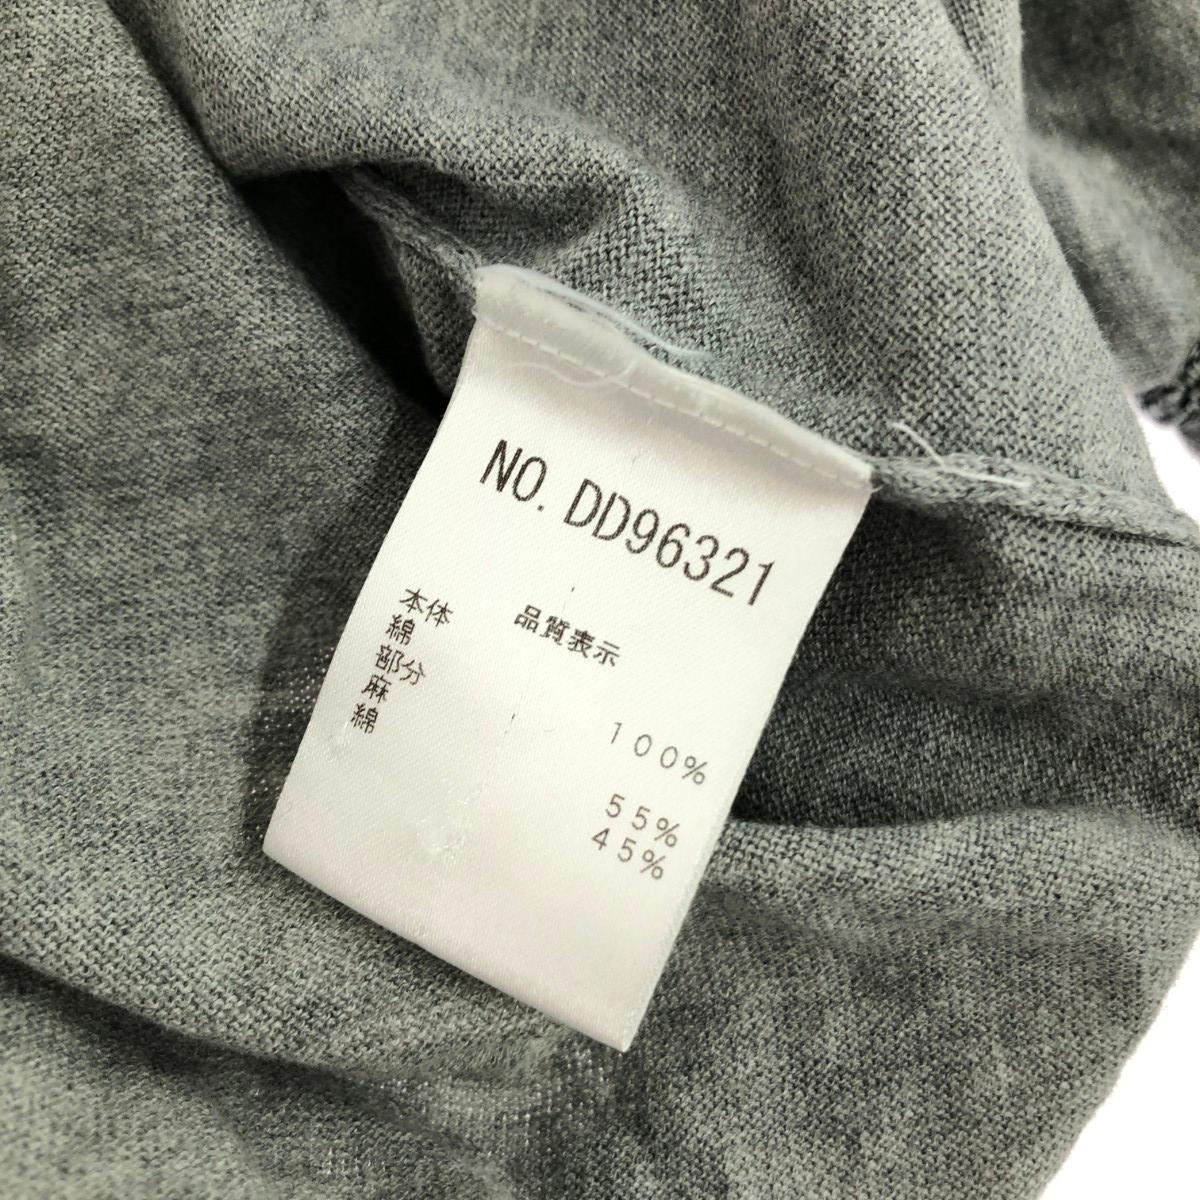 NO. DD96321
品質表示
本体
綿 100%
部分
麻 55%
綿 45%